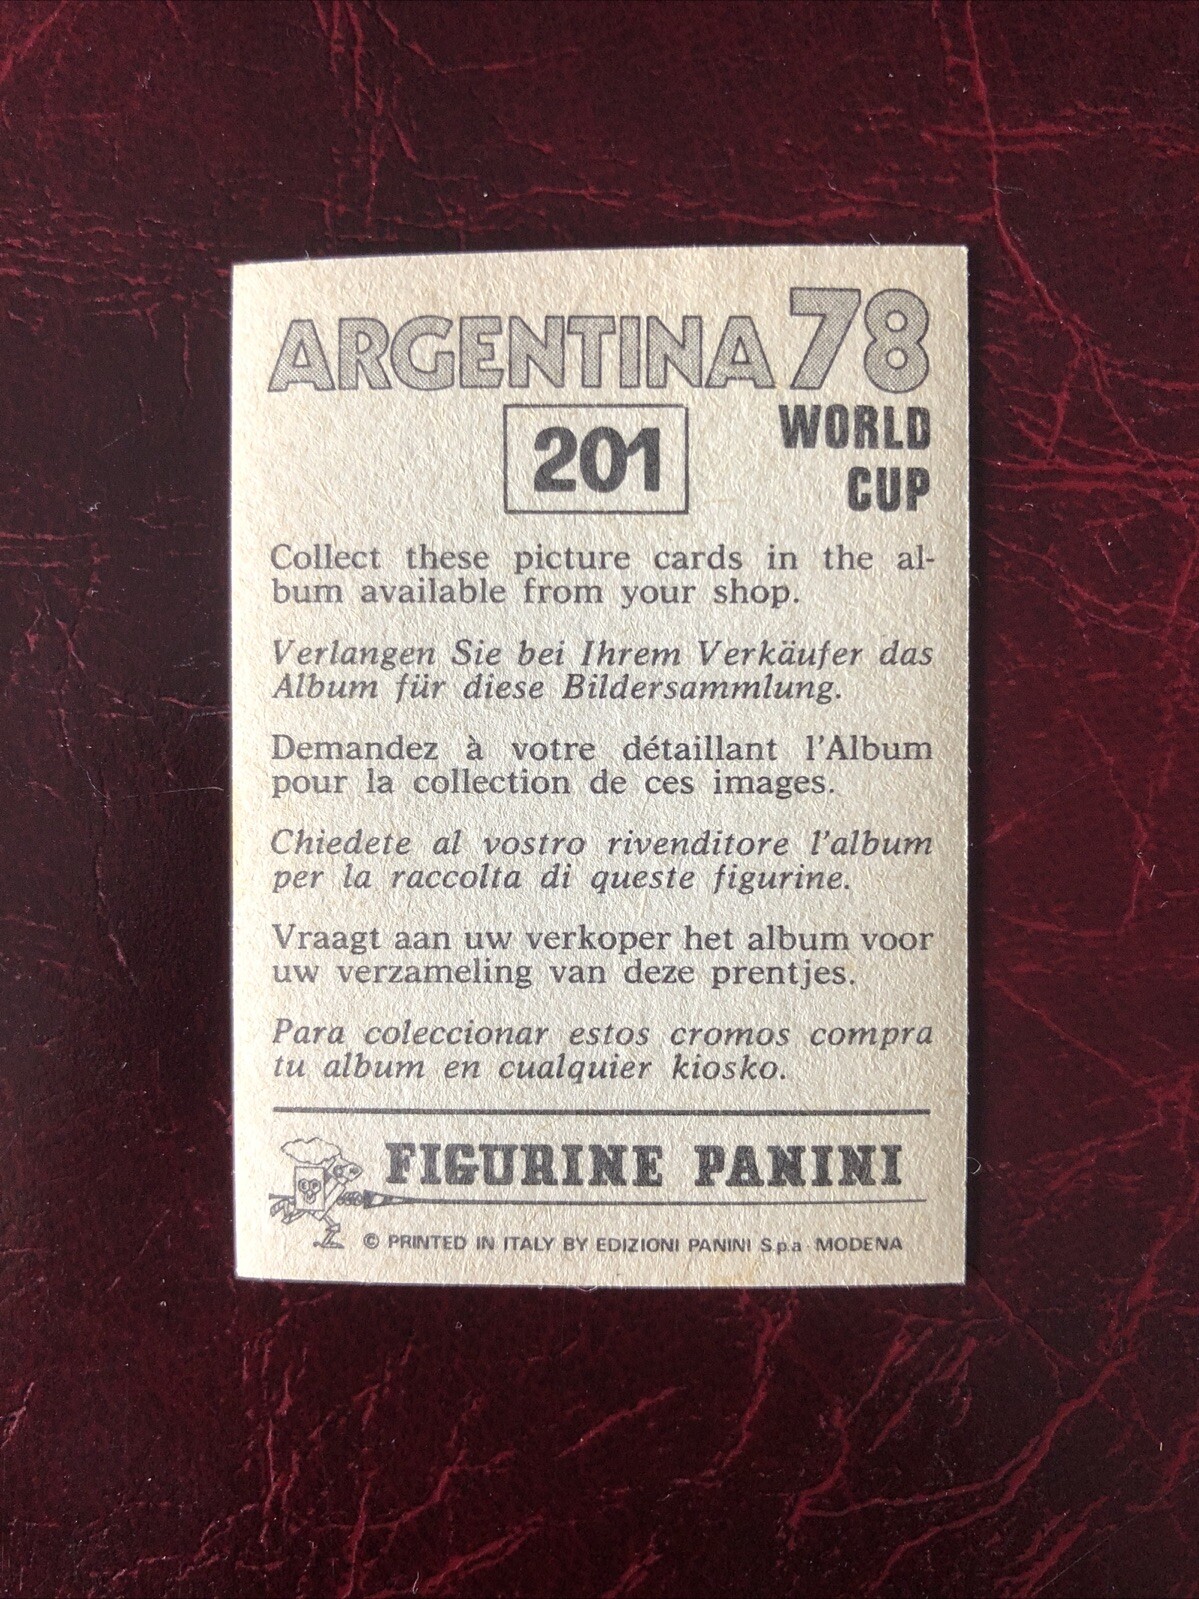 ARGENTINA 78
201
WORLD
CUP
Collect these picture cards in the al-
bum available from your shop.
Verlangen Sie bei Ihrem Verkäufer das
Album für diese Bildersammlung.
Demandez à votre détaillant l'Album
pour la collection de ces images.
Chiedete al vostro rivenditore l'album
per la raccolta di queste figurine.
Vraagt aan uw verkoper het album voor
uw verzameling van deze prentjes.
Para coleccionar estos cromos compra
tu album en cualquier kiosko.
FIGURINE PANINI
© PRINTED IN ITALY BY EDIZIONI PANINI S.p.a. MODENA